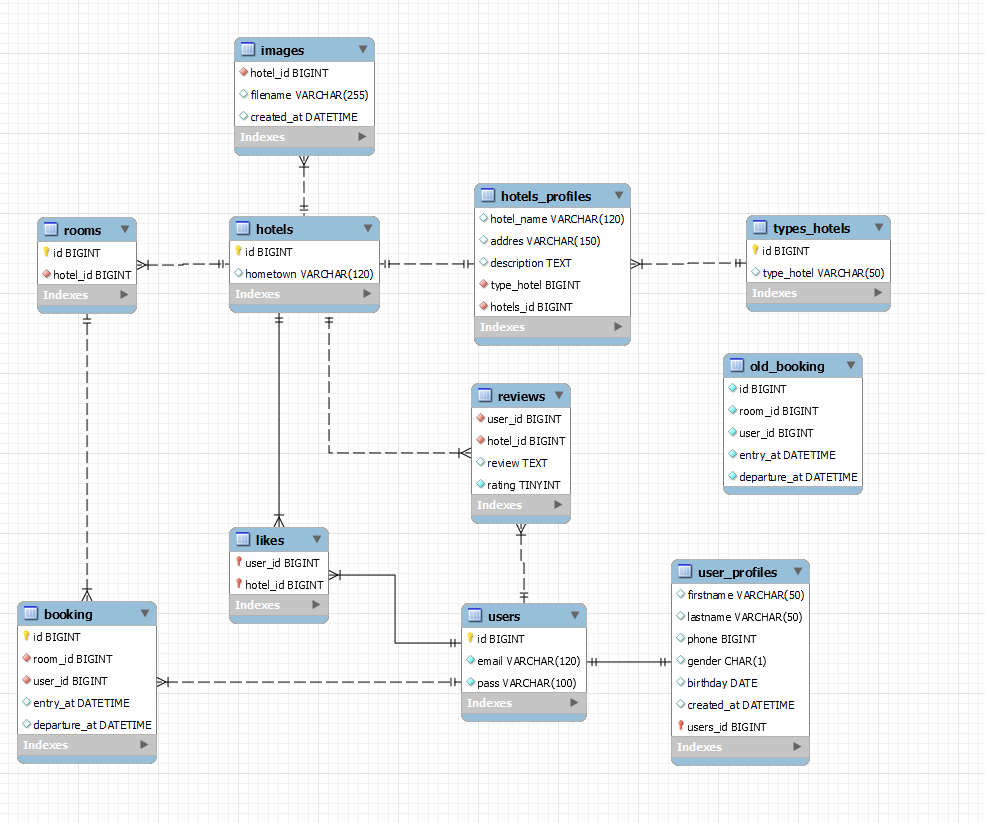 images
hotel_id BIGINT
filename VARCHAR(255)
created_at DATETIME
Indexes
rooms
id BIGINT
hotel_id BIGINT
Indexes
hotels
id BIGINT
hometown VARCHAR(120)
Indexes
hotels_profiles
hotel_name VARCHAR(120)
addres VARCHAR(150)
description TEXT
type_hotel BIGINT
hotels_id BIGINT
Indexes
types_hotels
id BIGINT
type_hotel VARCHAR(50)
Indexes
old_booking
id BIGINT
room_id BIGINT
user_id BIGINT
entry_at DATETIME
departure_at DATETIME
reviews
user_id BIGINT
hotel_id BIGINT
review TEXT
rating TINYINT
Indexes
likes
user_id BIGINT
hotel_id BIGINT
Indexes
booking
id BIGINT
room_id BIGINT
user_id BIGINT
entry_at DATETIME
departure_at DATETIME
Indexes
users
id BIGINT
email VARCHAR(120)
pass VARCHAR(100)
Indexes
user_profiles
firstname VARCHAR(50)
lastname VARCHAR(50)
phone BIGINT
gender CHAR(1)
birthday DATE
created_at DATETIME
users_id BIGINT
Indexes